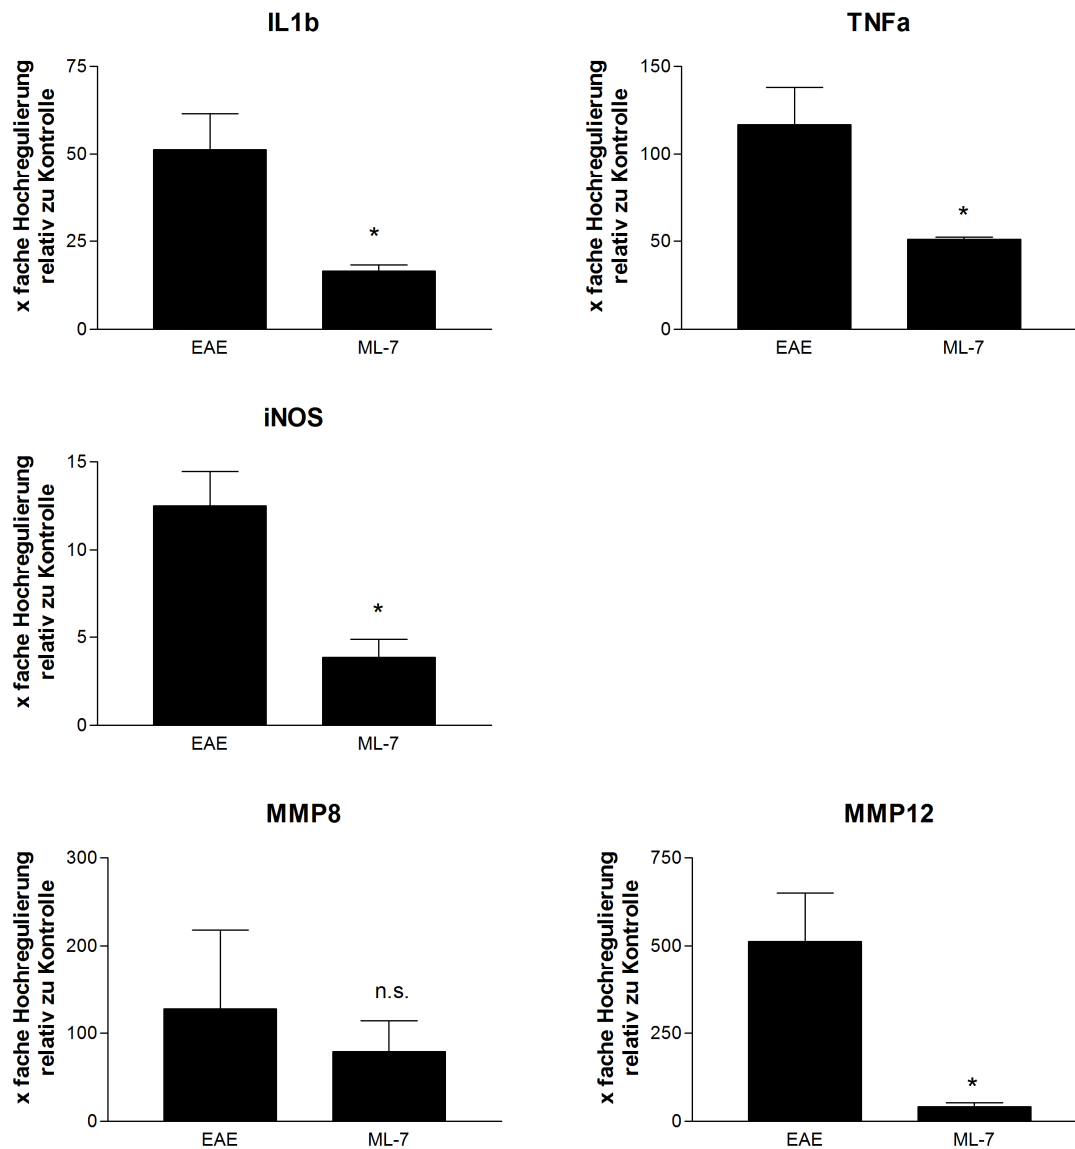 IL1b
x fache Hochregulierung
relativ zu Kontrolle
75
50
25
0
*
EAE
ML-7
TNFa
x fache Hochregulierung
relativ zu Kontrolle
150
100
50
0
*
EAE
ML-7
iNOS
x fache Hochregulierung
relativ zu Kontrolle
15
10
5
0
*
EAE
ML-7
MMP8
x fache Hochregulierung
relativ zu Kontrolle
300
200
100
0
n.s.
EAE
ML-7
MMP12
x fache Hochregulierung
relativ zu Kontrolle
750
500
250
0
*
EAE
ML-7